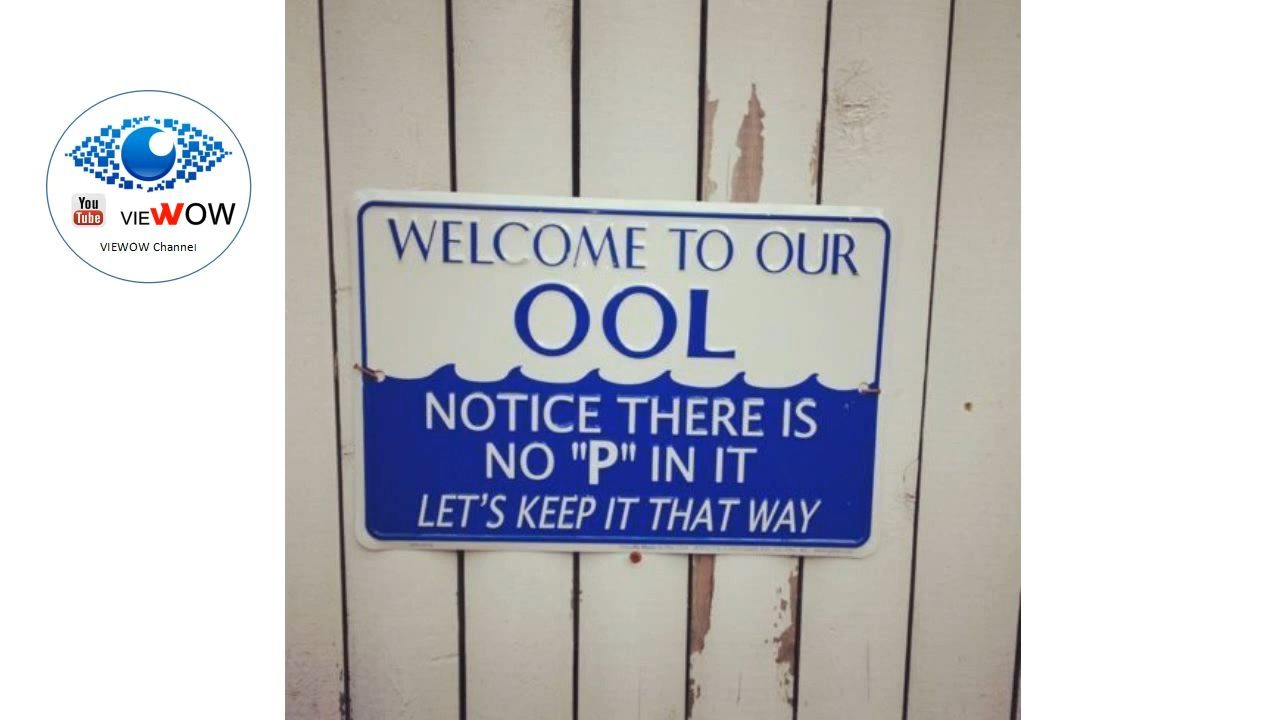 You
Tube
VIEWOW
VIEWOW Channel
WELCOME TO OUR
OOL
NOTICE THERE IS
NO "P" IN IT
LET'S KEEP IT THAT WAY